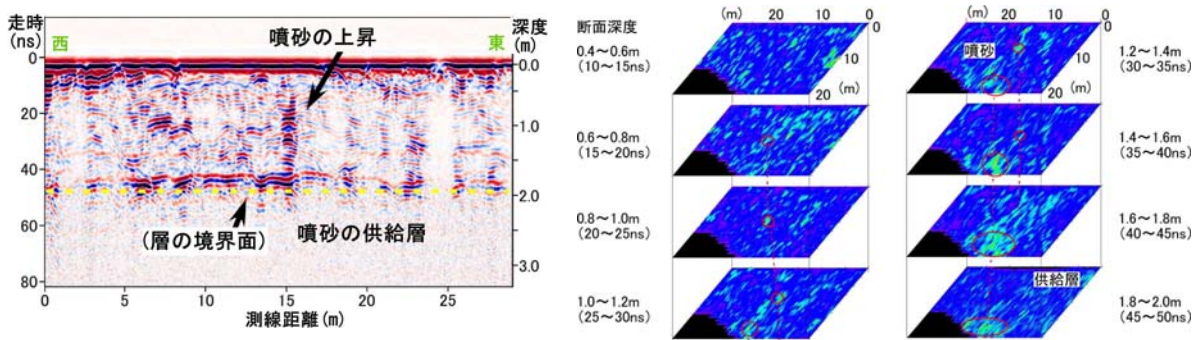 走時
(ns)
西
噴砂の上昇
東
深度
(m)
0
20
40
60
80
0.0
1.0
2.0
3.0
(層の境界面)
噴砂の供給層
0
5
10
15
20
25
測線距離(m)
断面深度
0.4～0.6m
(10～15ns)
0.6～0.8m
(15～20ns)
0.8～1.0m
(20～25ns)
1.0～1.2m
(25～30ns)
(m)
20
10
0
0
10
20 (m)
(m)
20
10
0
0
10
20 (m)
噴砂
供給層
1.2～1.4m
(30～35ns)
1.4～1.6m
(35～40ns)
1.6～1.8m
(40～45ns)
1.8～2.0m
(45～50ns)